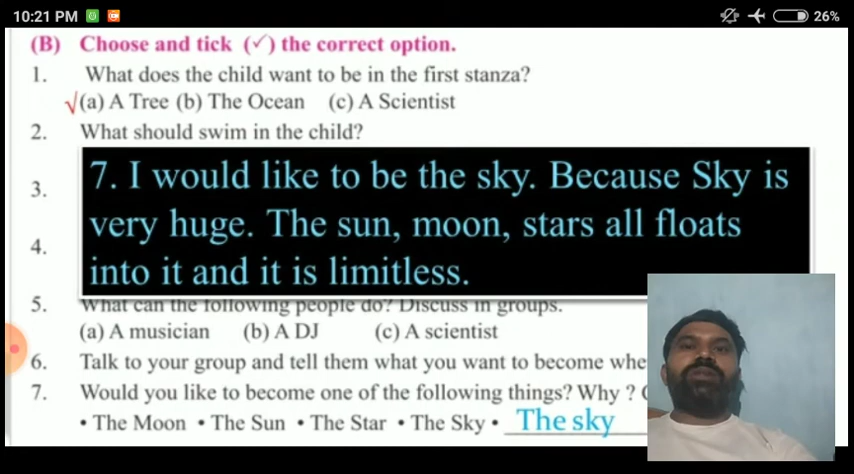 10:21 PM 26%
(B) Choose and tick (✓) the correct option.
1. What does the child want to be in the first stanza?
√(a) A Tree (b) The Ocean (c) A Scientist
2. What should swim in the child?
3.
7. I would like to be the sky. Because Sky is
very huge. The sun, moon, stars all floats
into it and it is limitless.
4.
5. What can the following people do? Discuss in groups.
(a) A musician (b) A DJ (c) A scientist
6. Talk to your group and tell them what you want to become
7. Would you like to become one of the following things? Why ?
• The Moon • The Sun • The Star • The Sky • The sky